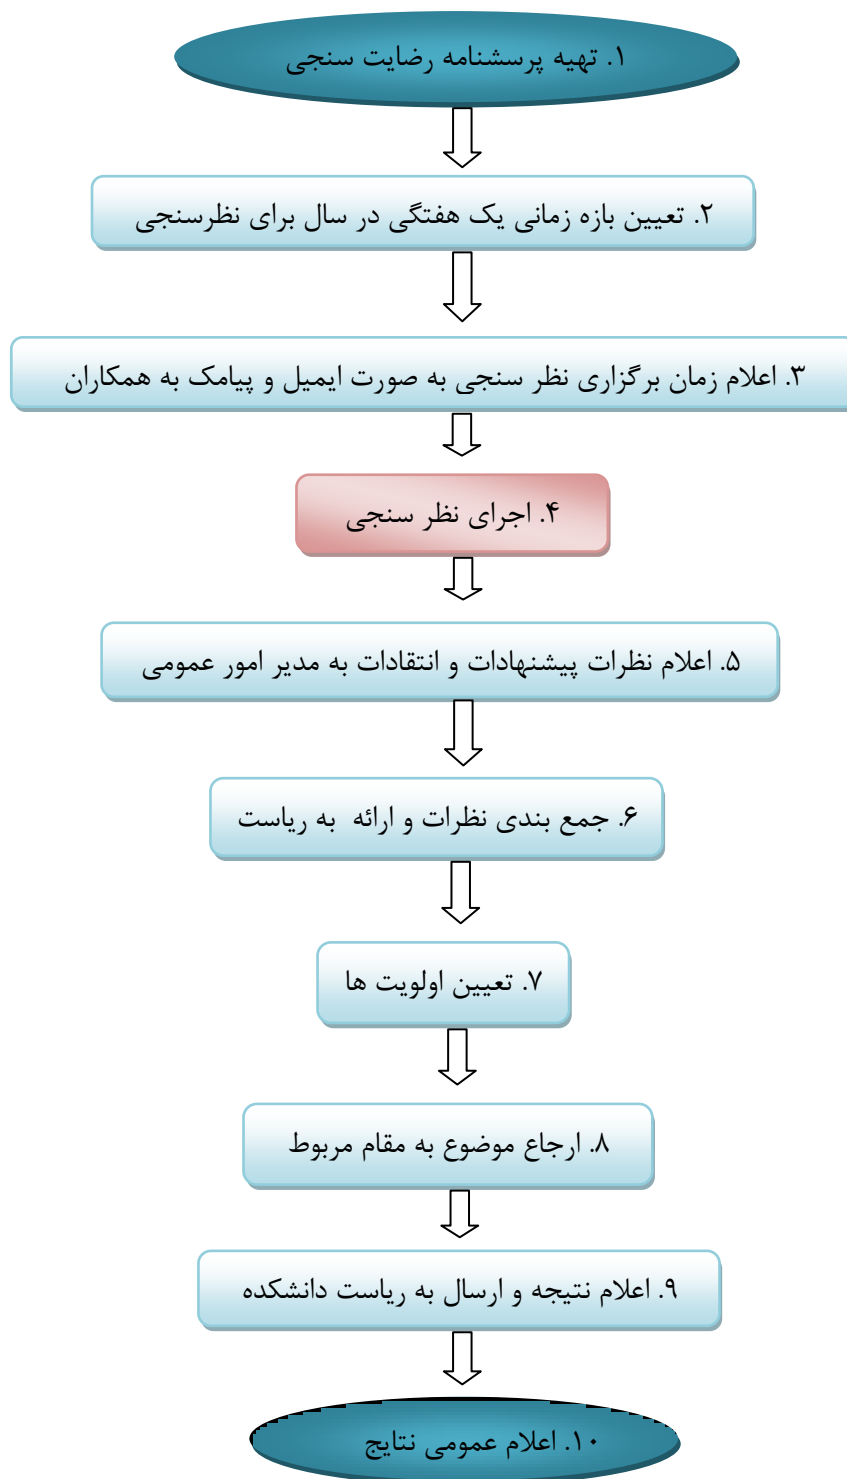 ۱. تهیه پرسشنامه رضایت سنجی
۲. تعیین بازه زمانی یک هفتگی در سال برای نظرسنجی
۳. اعلام زمان برگزاری نظر سنجی به صورت ایمیل و پیامک به همکاران
۴. اجرای نظر سنجی
۵. اعلام نظرات پیشنهادات و انتقادات به مدیر امور عمومی
۶. جمع بندی نظرات و ارائه به ریاست
۷. تعیین اولویت ها
۸. ارجاع موضوع به مقام مربوط
۹. اعلام نتیجه و ارسال به ریاست دانشکده
۱۰. اعلام عمومی نتایج